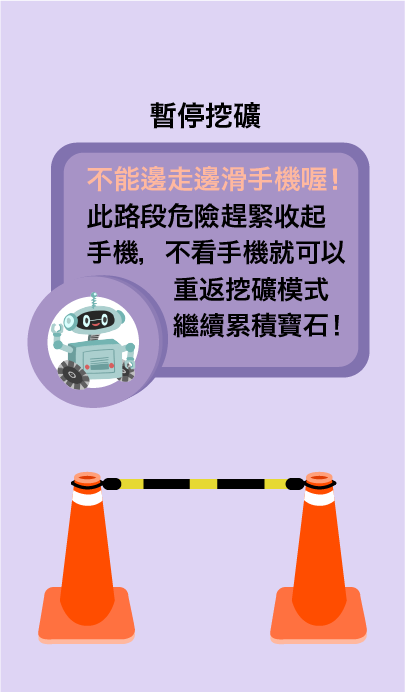 暫停挖礦
不能邊走邊滑手機喔！
此路段危險趕緊收起
手機，不看手機就可以
重返挖礦模式
繼續累積寶石！